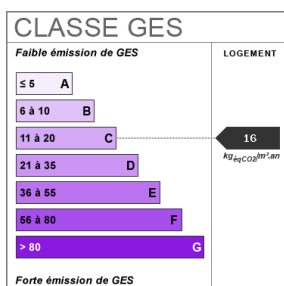 CLASSE GES
Faible émission de GES
LOGEMENT
≤ 5 A
6 à 10 B
11 à 20 C
16
kgéqCO2/m².an
21 à 35 D
36 à 55 E
56 à 80 F
> 80 G
Forte émission de GES